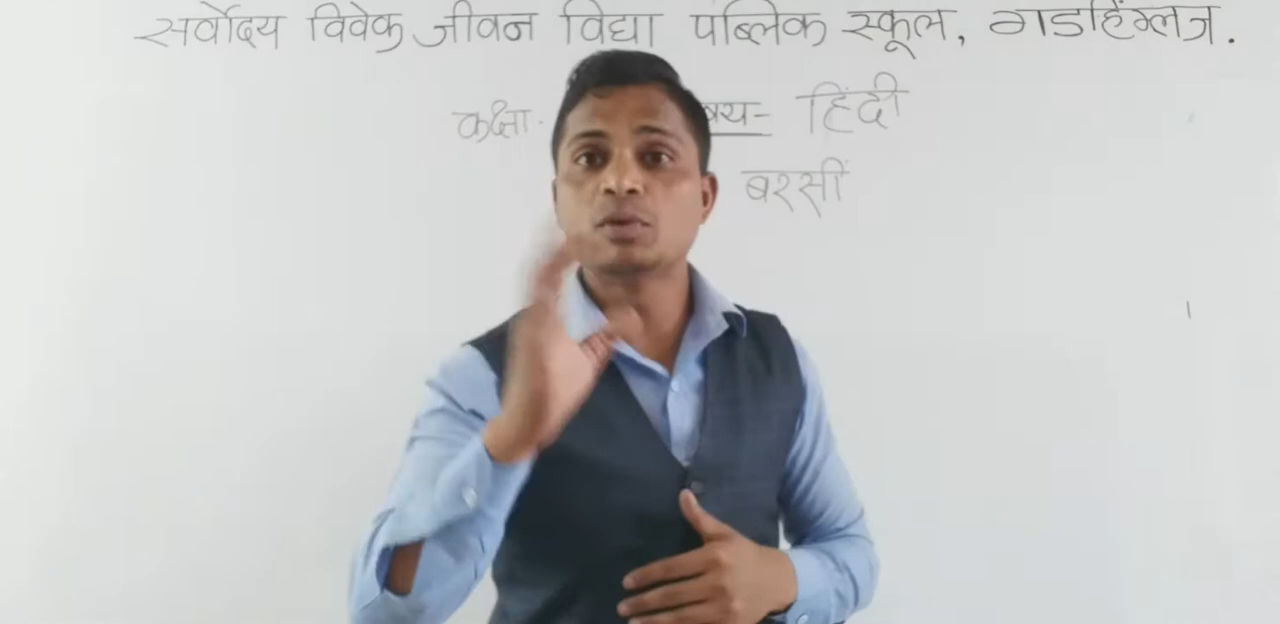 सर्वोदय विवेक जीवन विद्या पब्लिक स्कूल, गडहिंग्लज.
कक्षा. हिंदी
बरसीं